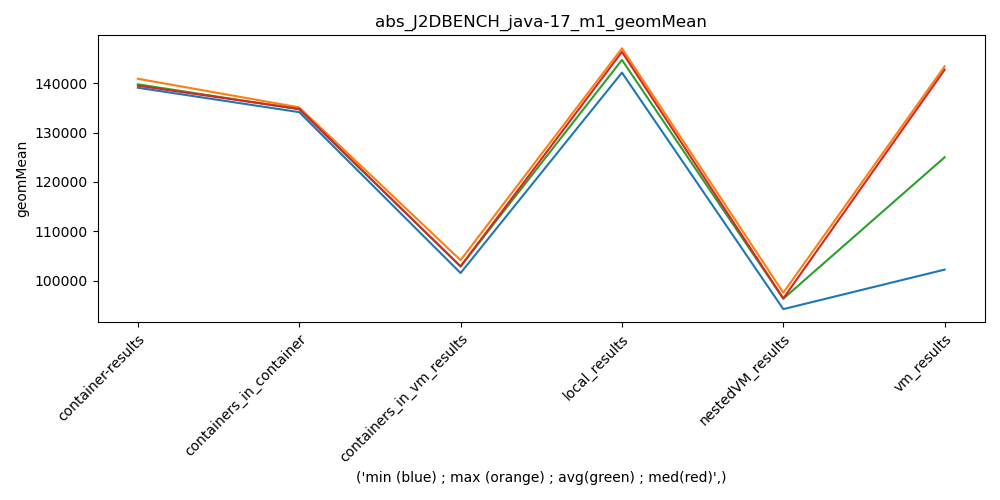 abs_J2DBENCH_java-17_m1_geomMean
geomMean
140000
130000
120000
110000
100000
container-results
containers_in_container
containers_in_vm_results
local_results
nestedVM_results
vm_results
('min (blue) ; max (orange) ; avg(green) ; med(red)',)